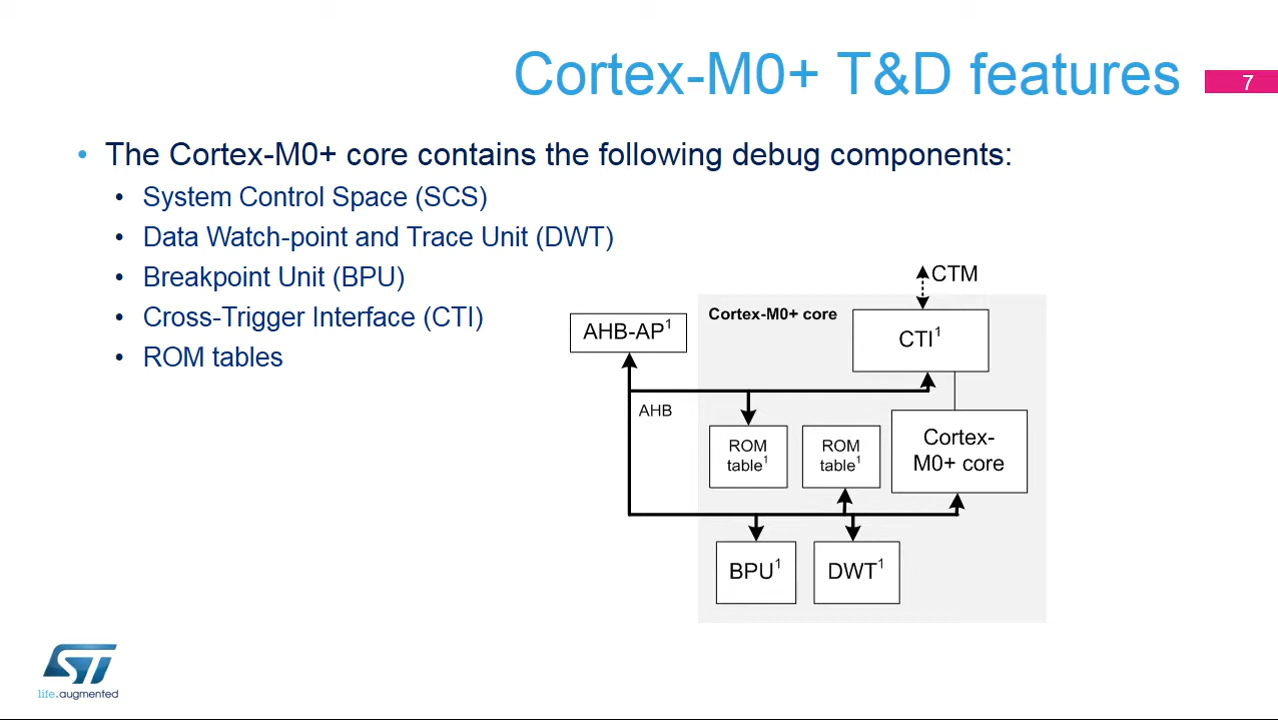 Cortex-M0+ T&D features
7
• The Cortex-M0+ core contains the following debug components:
• System Control Space (SCS)
• Data Watch-point and Trace Unit (DWT)
• Breakpoint Unit (BPU)
• Cross-Trigger Interface (CTI)
• ROM tables
CTM
Cortex-M0+ core
AHB-AP¹
CTI¹
AHB
ROM
table¹
ROM
table¹
Cortex-
M0+ core
BPU¹
DWT¹
ST
life.augmented